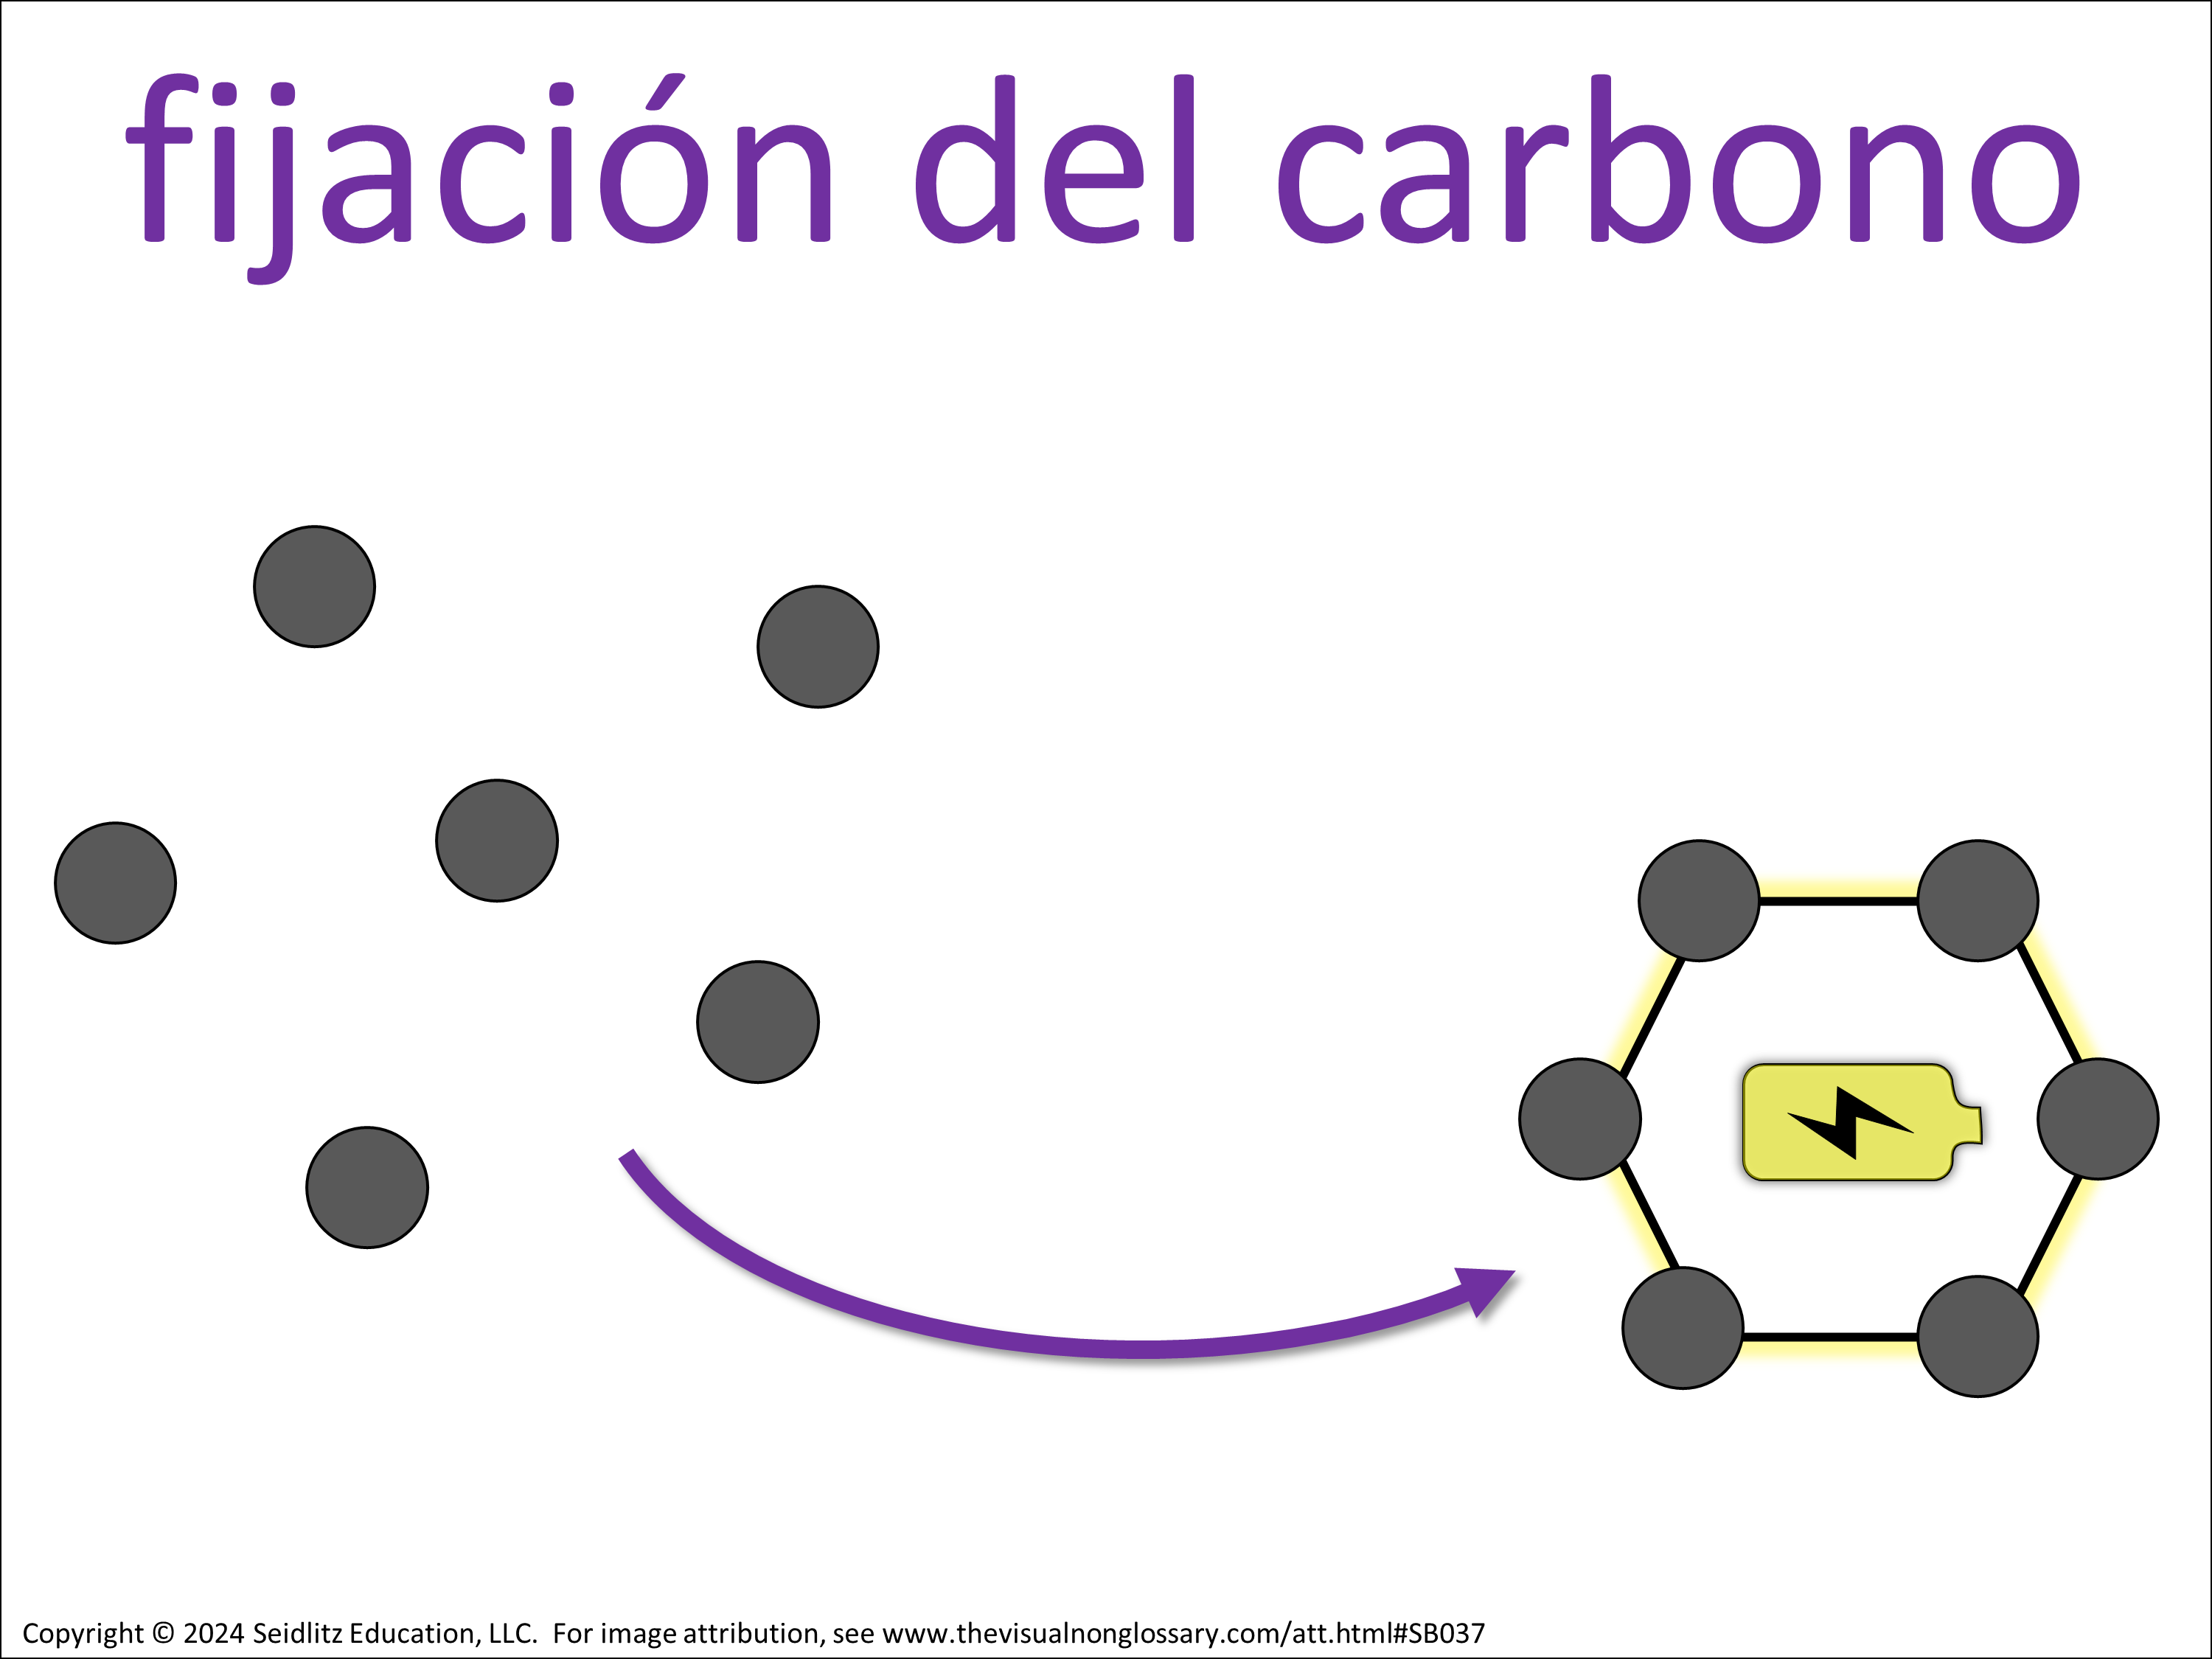 fijación del carbono
Copyright © 2024 Seidlitz Education, LLC.  For image attribution, see www.thevisualnonglossary.com/att.html#SB037